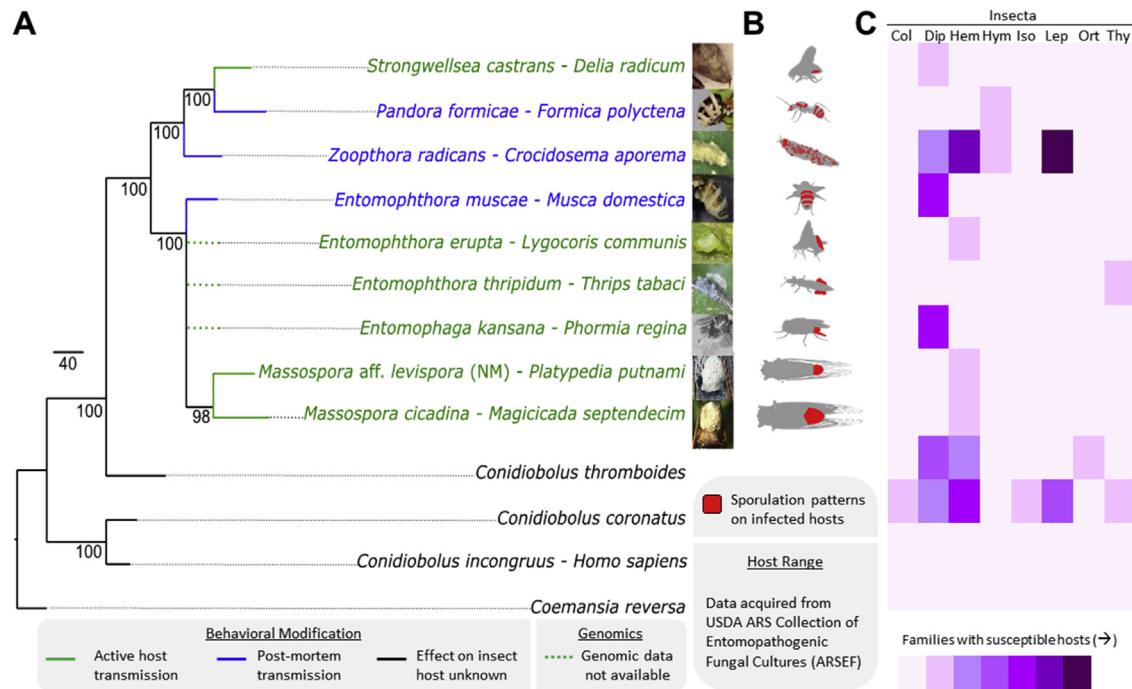 A
B
C
Insecta
Col Dip Hem Hym Iso Lep Ort Thy
Strongwellsea castrans - Delia radicum
100
Pandora formicae - Formica polyctena
100
Zoopthora radicans - Crocidosema aporema
100
Entomophthora muscae - Musca domestica
100
Entomophthora erupta - Lygocoris communis
Entomophthora thripidum - Thrips tabaci
Entomophaga kansana - Phormia regina
40
Massospora aff. levispora (NM) - Platypedia putnami
100
98
Massospora cicadina - Magicicada septendecim
Conidiobolus thromboides
Conidiobolus coronatus
100
Conidiobolus incongruus - Homo sapiens
Coemansia reversa
Sporulation patterns
on infected hosts
Host Range
Data acquired from
USDA ARS Collection of
Entomopathogenic
Fungal Cultures (ARSEF)
Behavioral Modification
Active host
transmission
Post-mortem
transmission
Effect on insect
host unknown
Genomics
Genomic data
not available
Families with susceptible hosts (→)